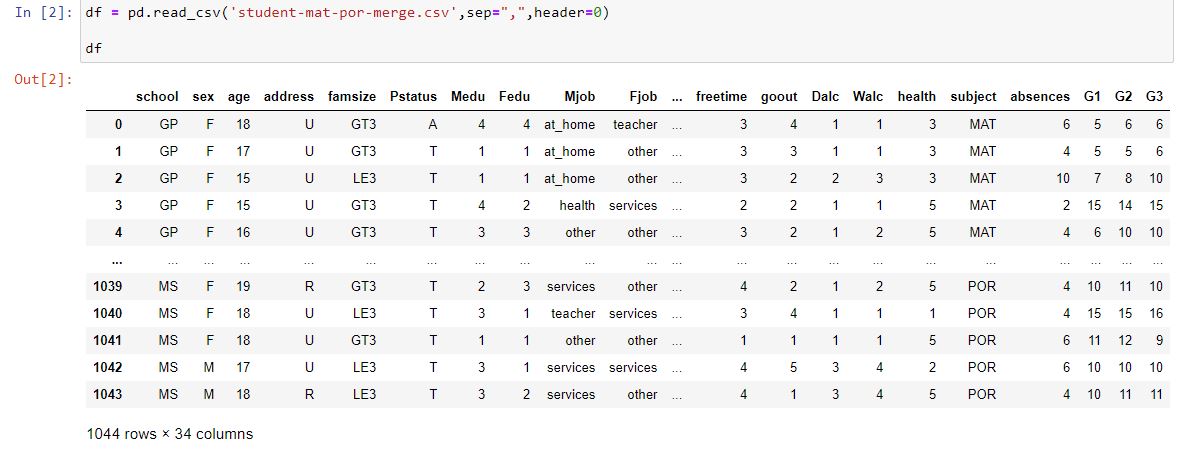 In [2]: df = pd.read_csv('student-mat-por-merge.csv',sep=",",header=0)
df
Out[2]:
school sex age address famsize Pstatus Medu Fedu Mjob Fjob ... freetime goout Dalc Walc health subject absences G1 G2 G3
0 GP F 18 U GT3 A 4 4 at_home teacher ... 3 4 1 1 3 MAT 6 5 6 6
1 GP F 17 U GT3 T 1 1 at_home other ... 3 3 1 1 3 MAT 4 5 5 6
2 GP F 15 U LE3 T 1 1 at_home other ... 3 2 2 3 3 MAT 10 7 8 10
3 GP F 15 U GT3 T 4 2 health services ... 2 2 1 1 5 MAT 2 15 14 15
4 GP F 16 U GT3 T 3 3 other other ... 3 2 1 2 5 MAT 4 6 10 10
... ... ... ... ... ... ... ... ... ... ... ... ... ... ... ... ... ... ... ... ... ...
1039 MS F 19 R GT3 T 2 3 services other ... 4 2 1 2 5 POR 4 10 11 10
1040 MS F 18 U LE3 T 3 1 teacher services ... 3 4 1 1 1 POR 4 15 15 16
1041 MS F 18 U GT3 T 1 1 other other ... 1 1 1 1 5 POR 6 11 12 9
1042 MS M 17 U LE3 T 3 1 services services ... 4 5 3 4 2 POR 6 10 10 10
1043 MS M 18 R LE3 T 3 2 services other ... 4 1 3 4 5 POR 4 10 11 11
1044 rows × 34 columns